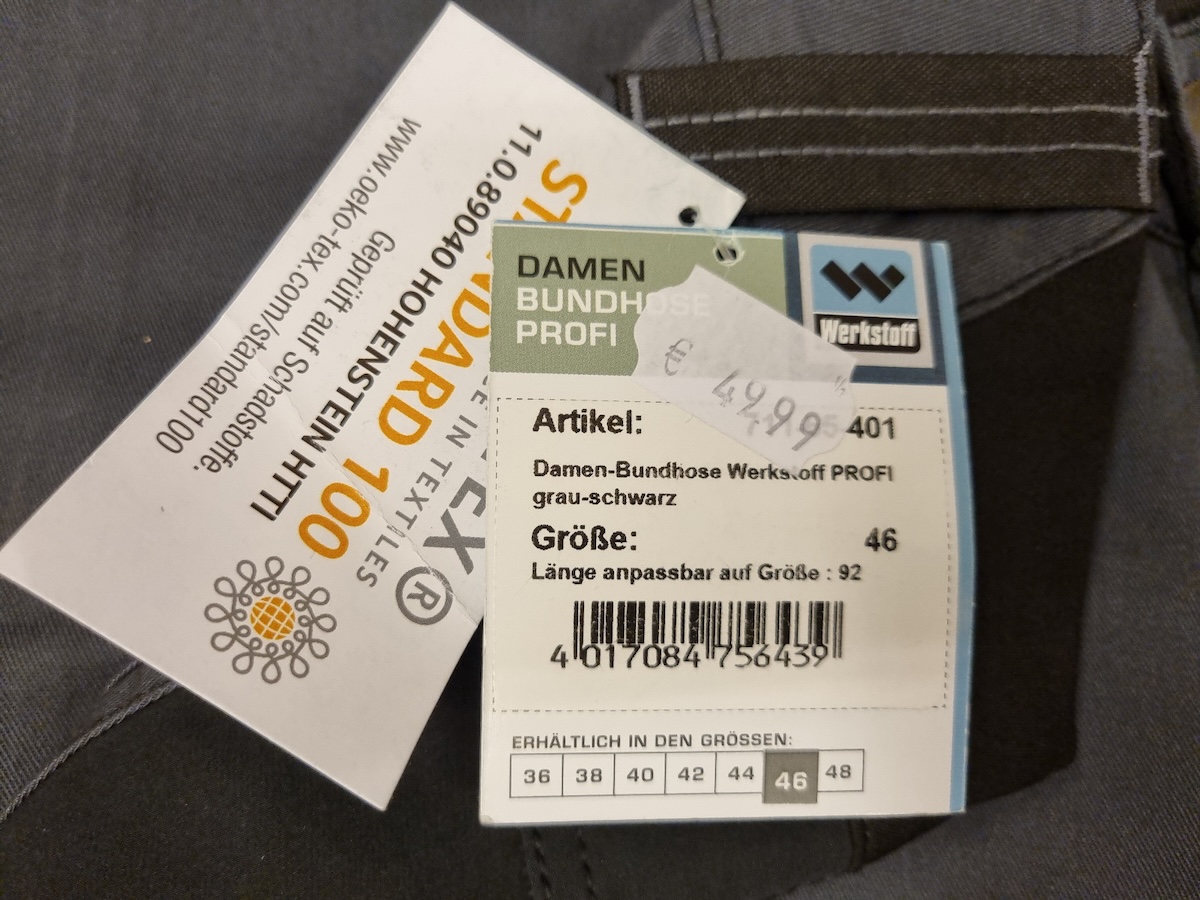 DAMEN
BUNDHOSE
PROFI
Werkstoff
€ 49,99
Artikel: 401
Damen-Bundhose Werkstoff PROFI
grau-schwarz
Größe: 46
Länge anpassbar auf Größe : 92
4 017084 756439
ERHÄLTLICH IN DEN GRÖSSEN:
36 38 40 42 44 46 48
IN TEXTILES
STANDARD 100
11.0.89040 HOHENSTEIN HTTI
Geprüft auf Schadstoffe.
www.oeko-tex.com/standard100